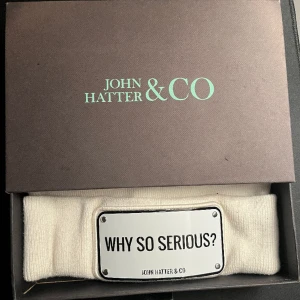 JOHN
HATTER &CO
WHY SO SERIOUS?
JOHN HATTER & CO